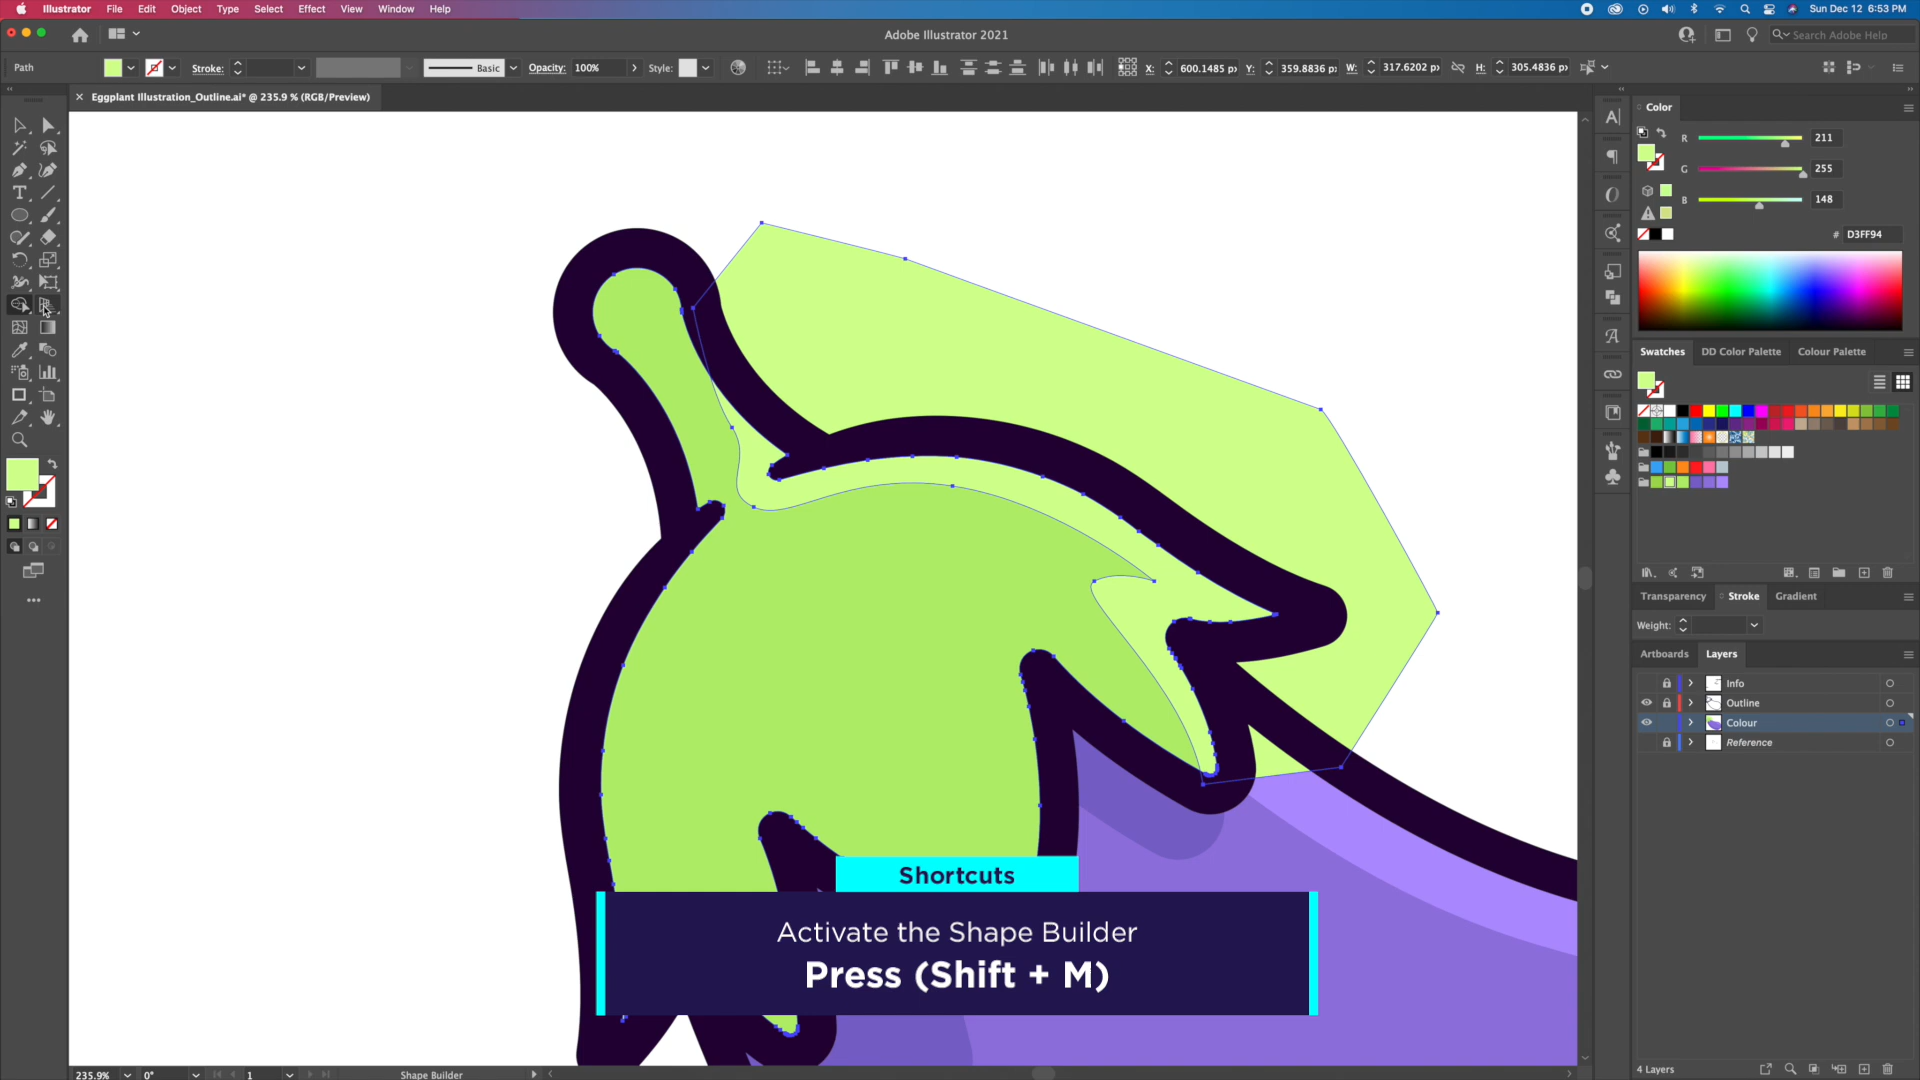 Illustrator File Edit Object Type Select Effect View Window Help
Sun Dec 12 6:53 PM
Adobe Illustrator 2021
Search Adobe Help
Path
Stroke:
Basic
Opacity: 100%
Style:
X: 600.1485 px
Y: 359.8836 px
W: 317.6202 px
H: 305.4836 px
Eggplant Illustration_Outline.ai* @ 235.9 % (RGB/Preview)
Color
R 211
G 255
B 148
# D3FF94
Swatches DD Color Palette Colour Palette
Transparency Stroke Gradient
Weight:
Artboards Layers
Info
Outline
Colour
Reference
Shortcuts
Activate the Shape Builder
Press (Shift + M)
235.9% 0° 1 Shape Builder
4 Layers